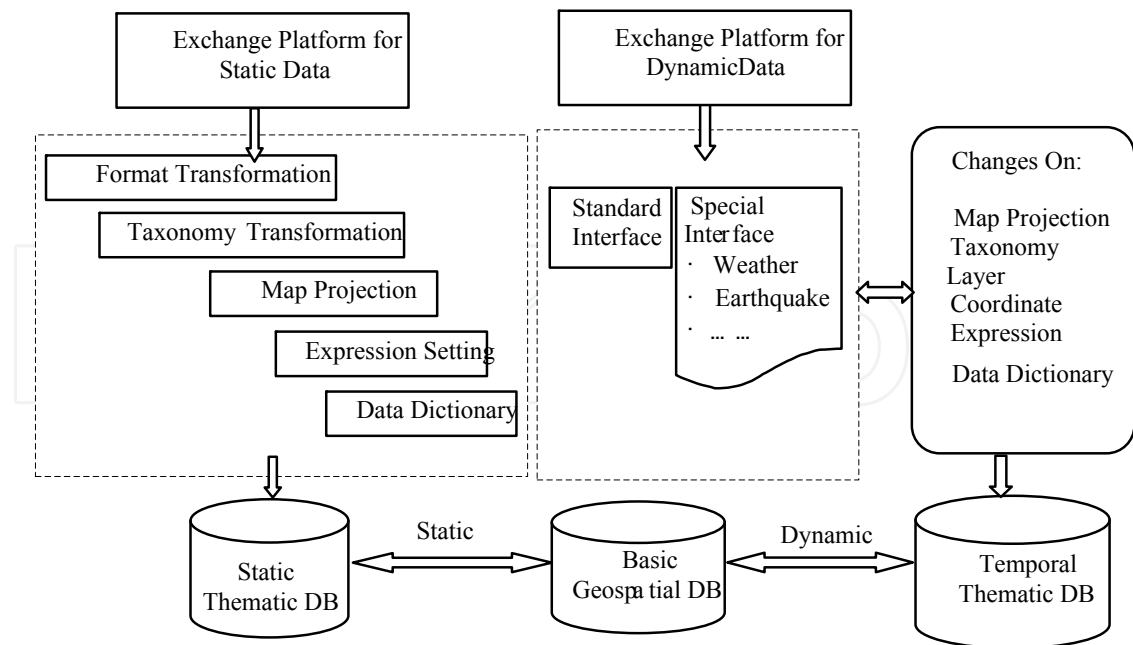 Exchange Platform for
Static Data
Exchange Platform for
DynamicData
Format Transformation
Taxonomy Transformation
Map Projection
Expression Setting
Data Dictionary
Standard
Interface
Special
Interface
· Weather
· Earthquake
· ... ...
Changes On:
Map Projection
Taxonomy
Layer
Coordinate
Expression
Data Dictionary
Static
Thematic DB
Static
Basic
Geospatial DB
Dynamic
Temporal
Thematic DB